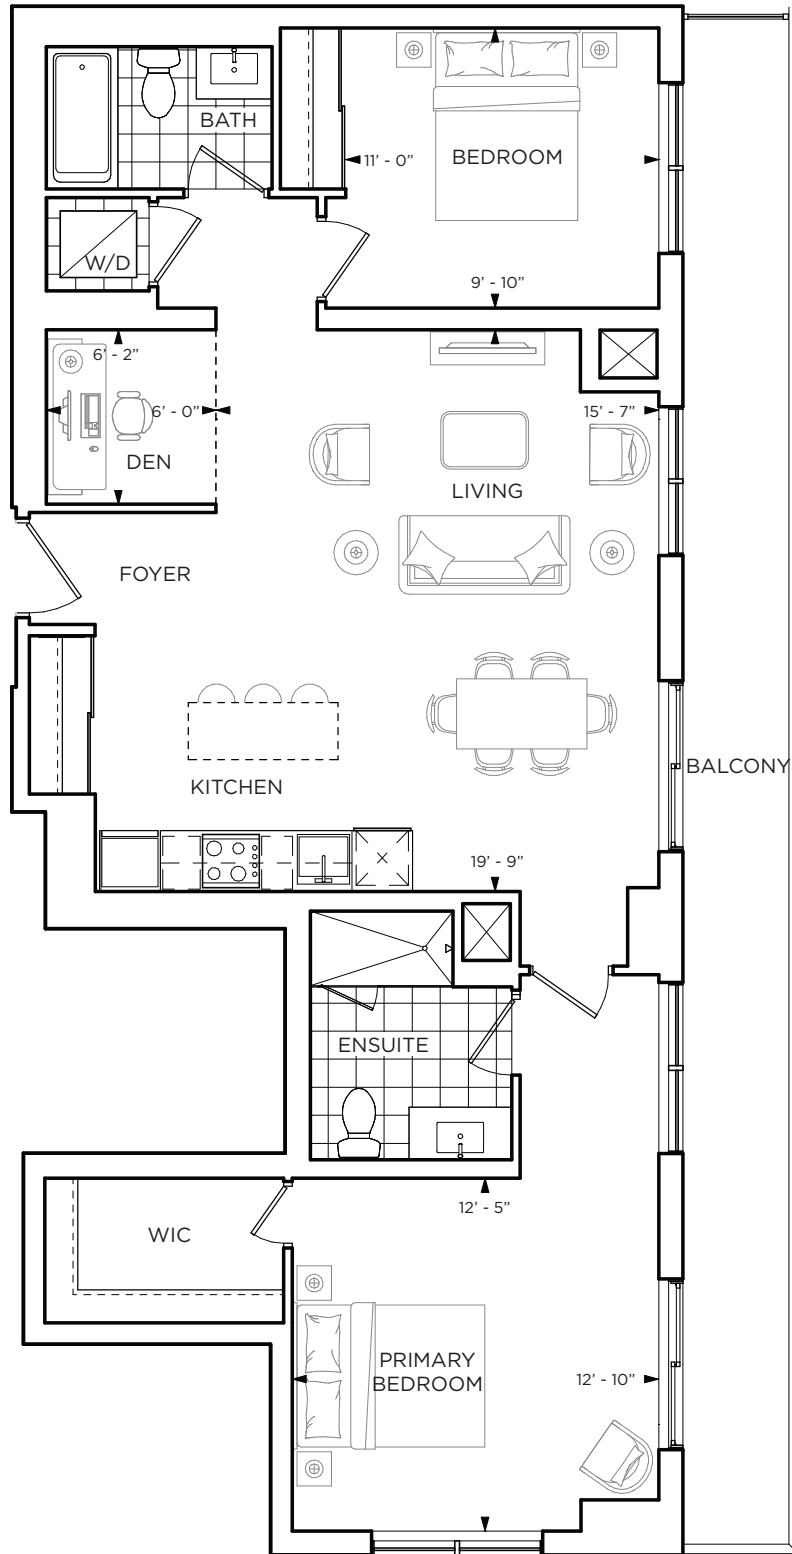 BATH
BEDROOM
11’ - 0”
W/D
9’ - 10”
6’ - 2”
6’ - 0”
15’ - 7”
DEN
LIVING
FOYER
BALCONY
KITCHEN
19’ - 9”
ENSUITE
12’ - 5”
WIC
PRIMARY
BEDROOM
12’ - 10”